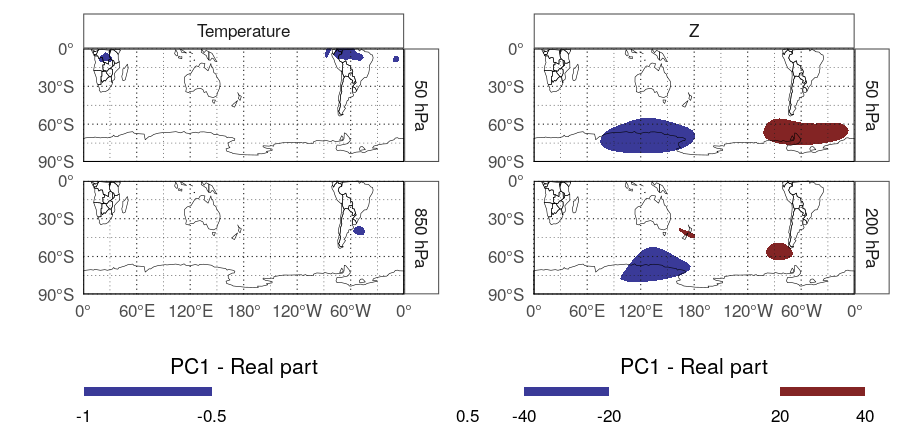 Temperature
Z
0°
30°S
60°S
90°S
50 hPa
0°
30°S
60°S
90°S
50 hPa
0°
30°S
60°S
90°S
850 hPa
0°
30°S
60°S
90°S
200 hPa
0° 60°E 120°E 180° 120°W 60°W 0°
0° 60°E 120°E 180° 120°W 60°W 0°
PC1 - Real part
-1 -0.5 0.5
PC1 - Real part
-40 -20 20 40